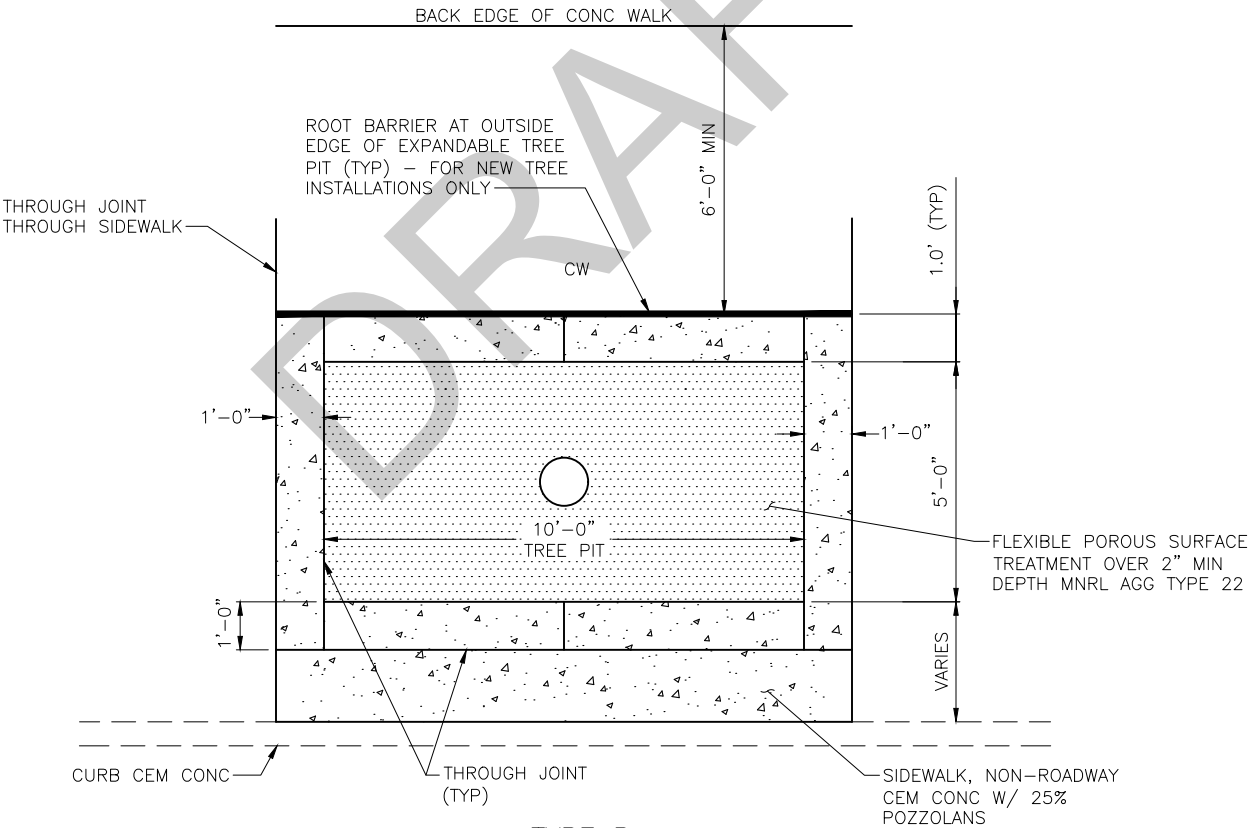 BACK EDGE OF CONC WALK
ROOT BARRIER AT OUTSIDE
EDGE OF EXPANDABLE TREE
PIT (TYP) – FOR NEW TREE
INSTALLATIONS ONLY
6'-0" MIN
1.0' (TYP)
THROUGH JOINT
THROUGH SIDEWALK
CW
DRAF
1'-0"
1'-0"
5'-0"
10'-0"
TREE PIT
FLEXIBLE POROUS SURFACE
TREATMENT OVER 2" MIN
DEPTH MNRL AGG TYPE 22
1'-0"
VARIES
CURB CEM CONC
THROUGH JOINT
(TYP)
SIDEWALK, NON-ROADWAY
CEM CONC W/ 25%
POZZOLANS